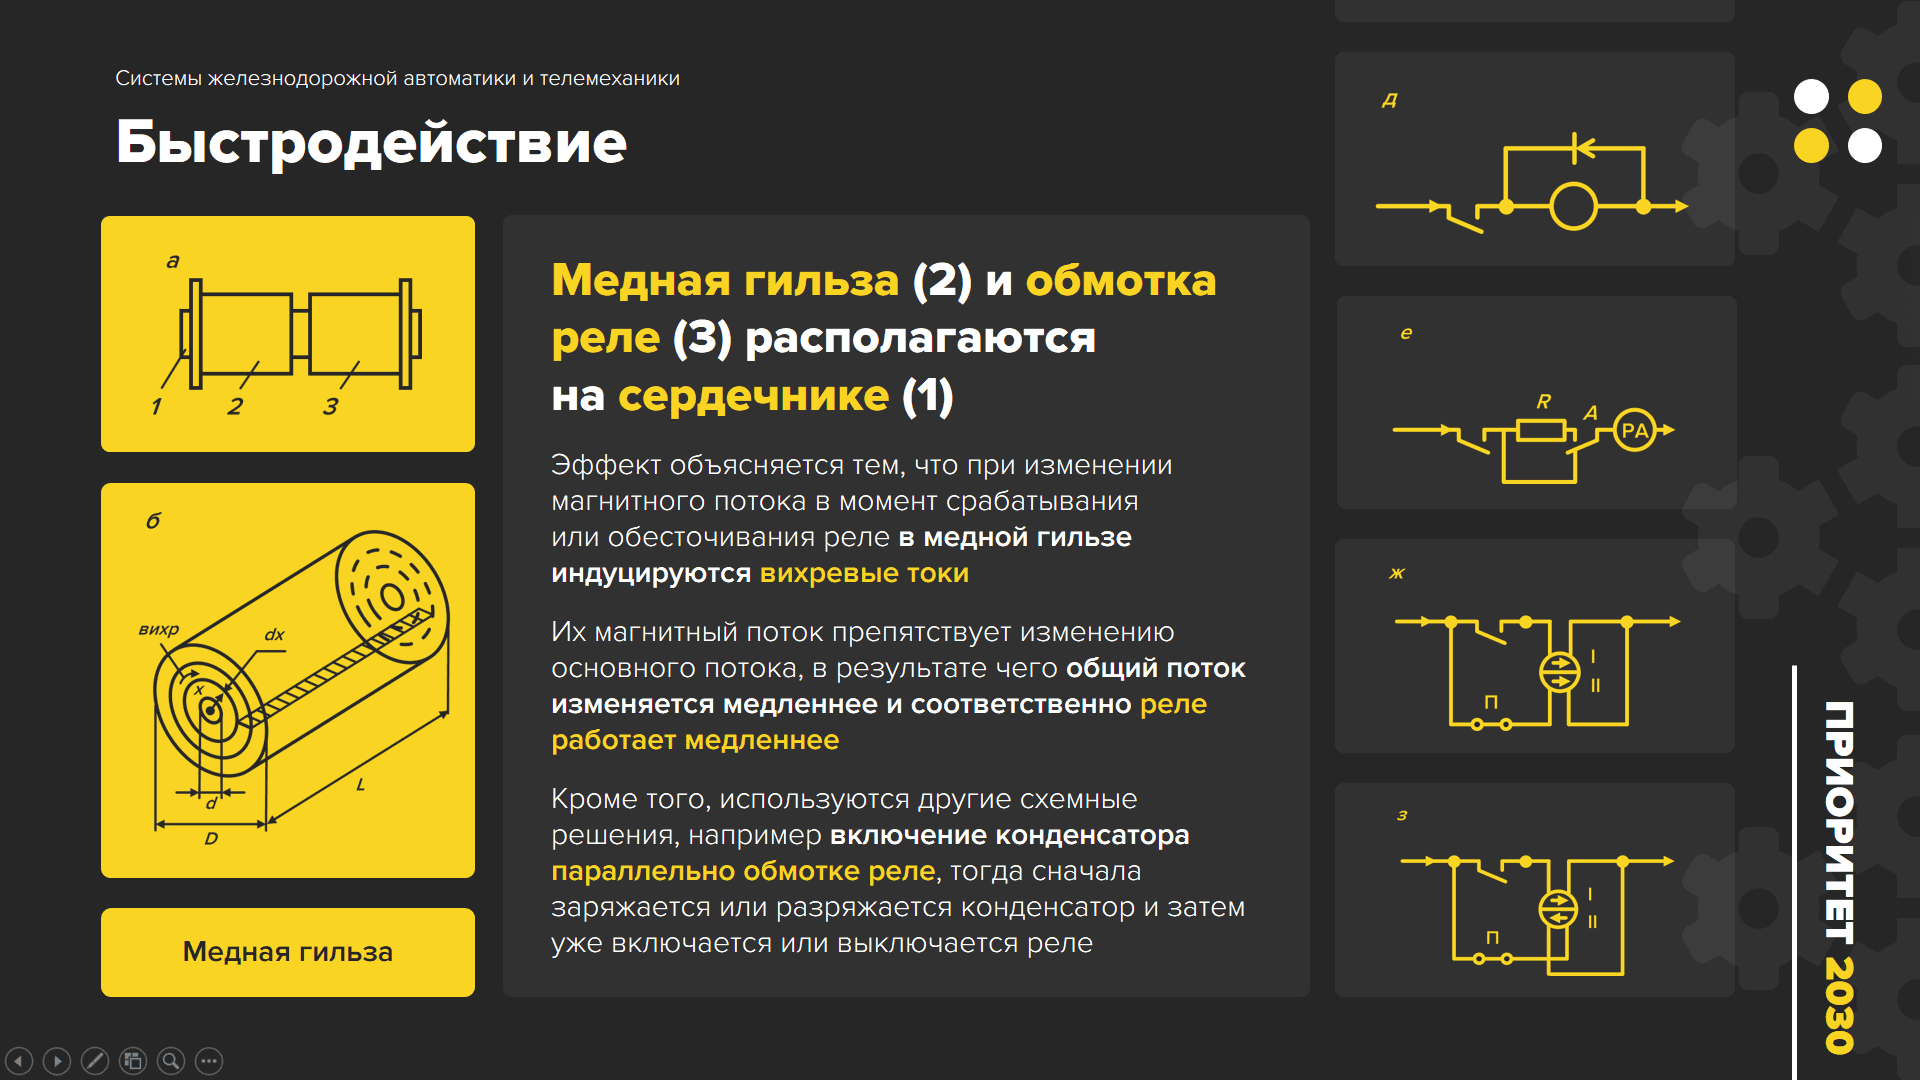 Системы железнодорожной автоматики и телемеханики
Быстродействие
а
1 2 3
б
вихр
dx
x
d
D
L
Медная гильза
Медная гильза (2) и обмотка
реле (3) располагаются
на сердечнике (1)
Эффект объясняется тем, что при изменении
магнитного потока в момент срабатывания
или обесточивания реле в медной гильзе
индуцируются вихревые токи
Их магнитный поток препятствует изменению
основного потока, в результате чего общий поток
изменяется медленнее и соответственно реле
работает медленнее
Кроме того, используются другие схемные
решения, например включение конденсатора
параллельно обмотке реле, тогда сначала
заряжается или разряжается конденсатор и затем
уже включается или выключается реле
д
е
R
А
РА
ж
I
II
П
з
I
II
П
ПРИОРИТЕТ 2030